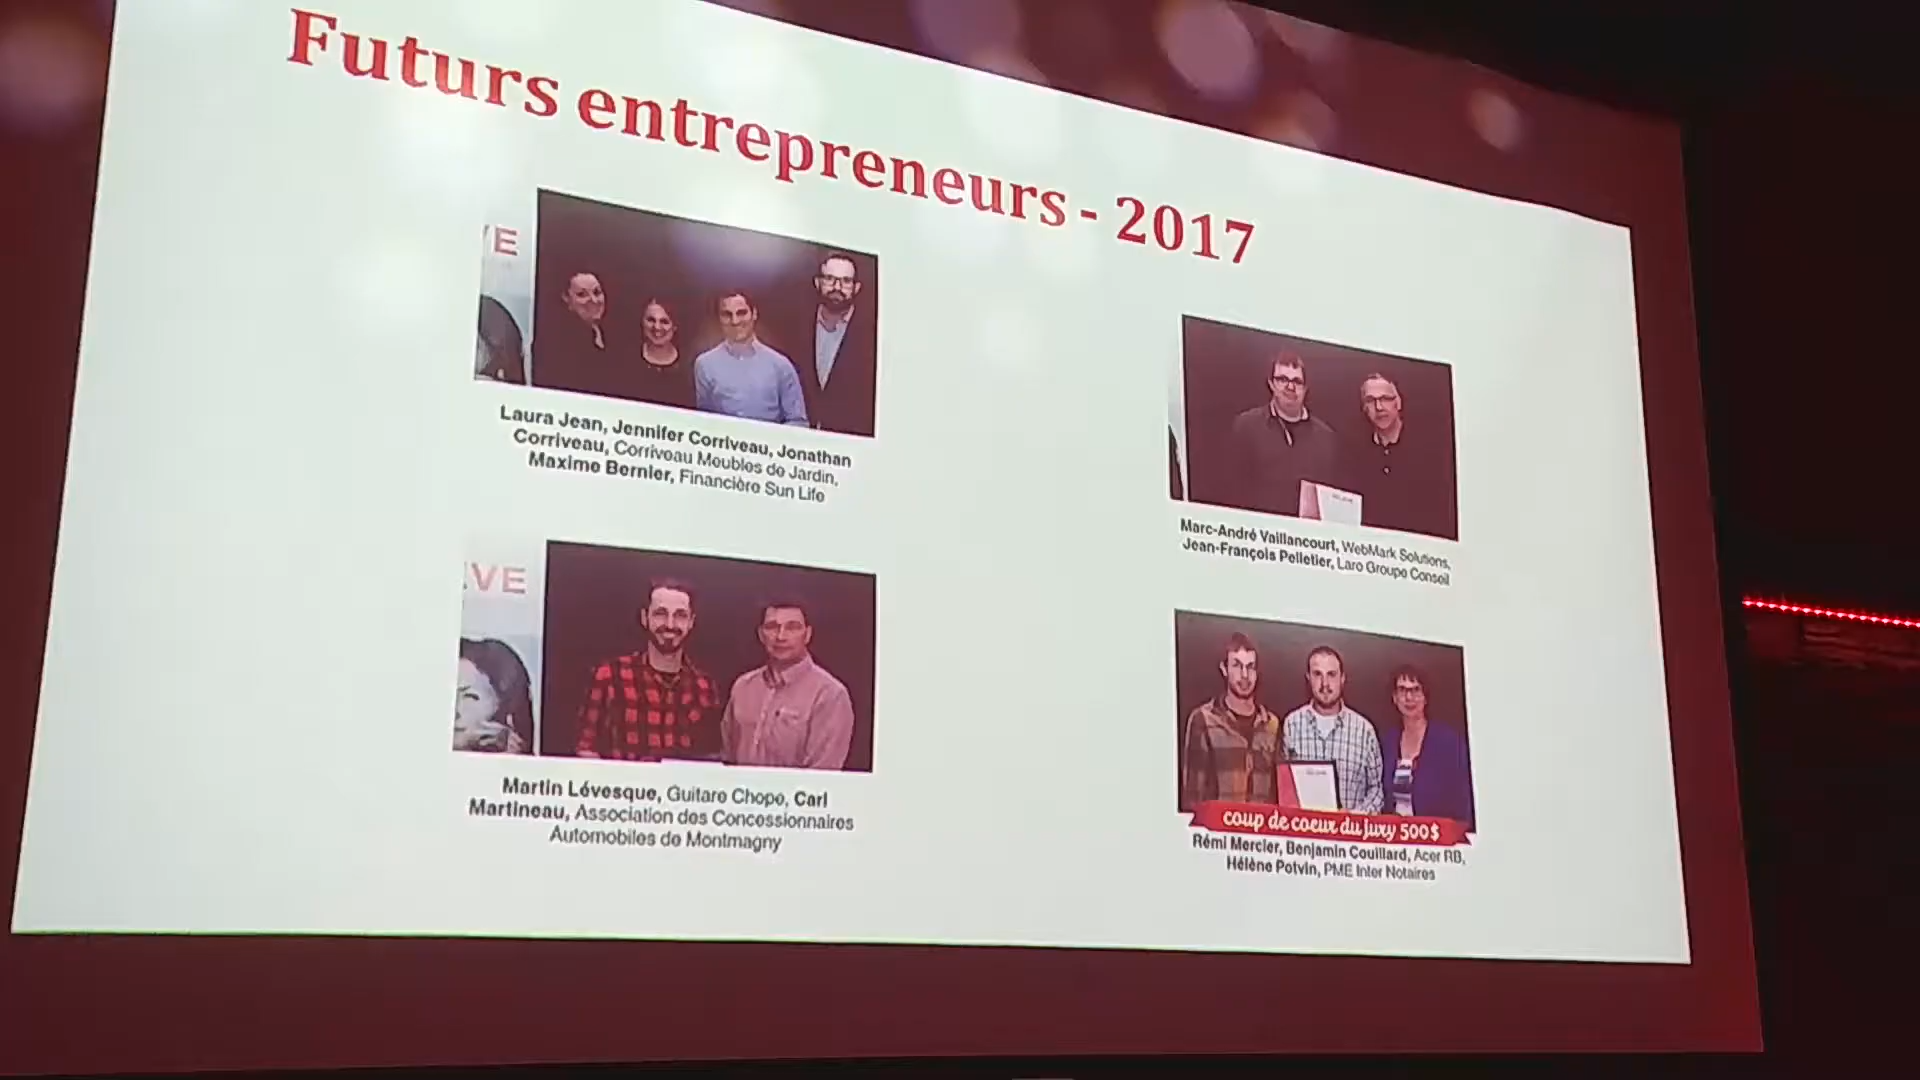 Futurs entrepreneurs - 2017
VE
Laura Jean, Jennifer Corriveau, Jonathan
Corriveau, Corriveau Meubles de Jardin,
Maxime Bernier, Financière Sun Life
Marc-André Vaillancourt, WebMark Solutions,
Jean-François Pelletier, Laro Groupe Conseil
VE
Martin Lévesque, Guitare Chope, Carl
Martineau, Association des Concessionnaires
Automobiles de Montmagny
coup de coeur du jury 500$
Rémi Mercier, Benjamin Couillard, Acer RB,
Hélène Potvin, PME Inter Notaires